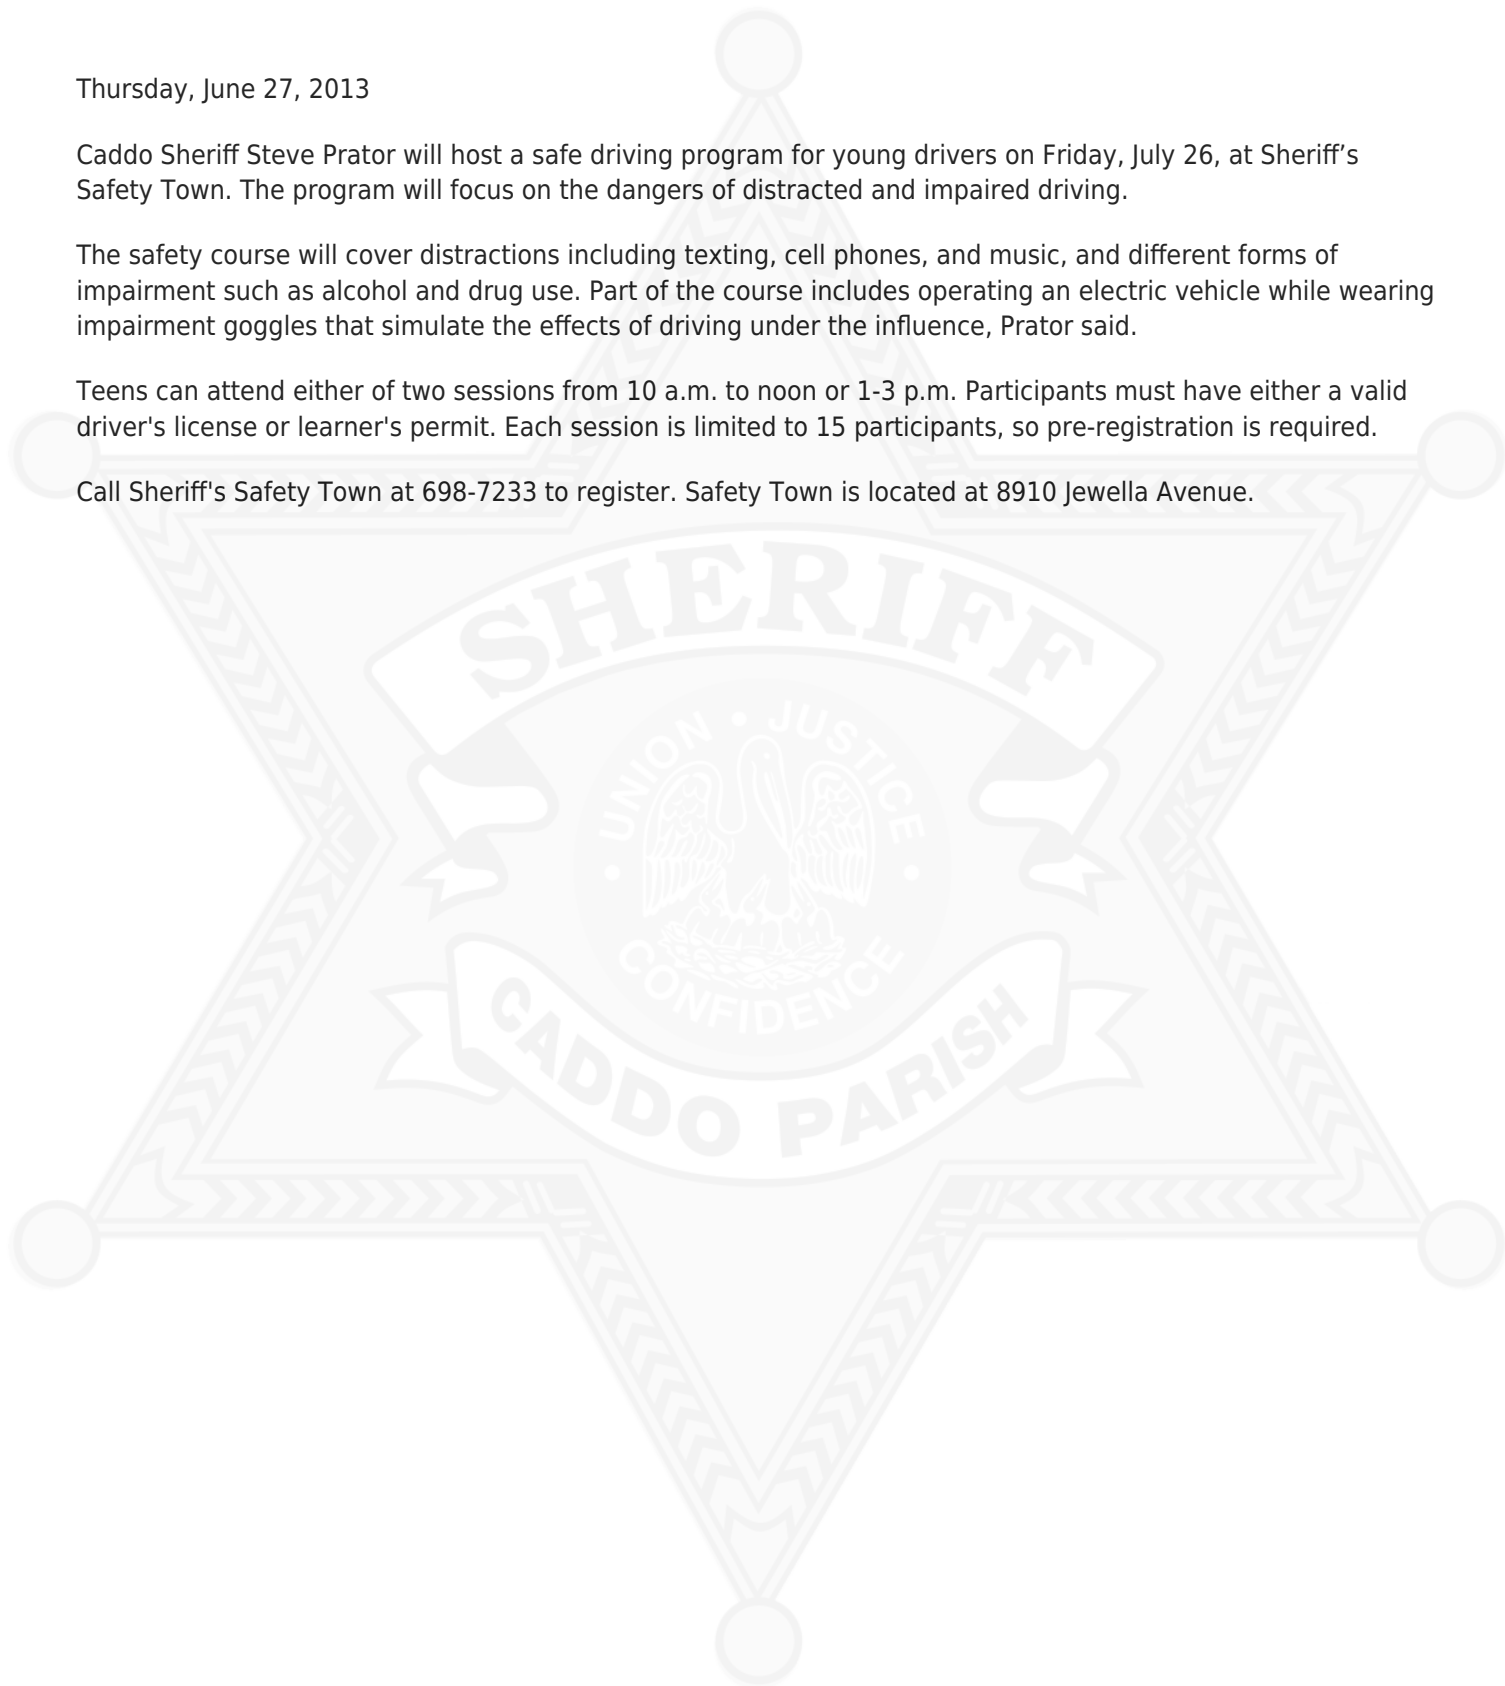 Thursday, June 27, 2013
Caddo Sheriff Steve Prator will host a safe driving program for young drivers on Friday, July 26, at Sheriff’s
Safety Town. The program will focus on the dangers of distracted and impaired driving.
The safety course will cover distractions including texting, cell phones, and music, and different forms of
impairment such as alcohol and drug use. Part of the course includes operating an electric vehicle while wearing
impairment goggles that simulate the effects of driving under the influence, Prator said.
Teens can attend either of two sessions from 10 a.m. to noon or 1-3 p.m. Participants must have either a valid
driver's license or learner's permit. Each session is limited to 15 participants, so pre-registration is required.
Call Sheriff's Safety Town at 698-7233 to register. Safety Town is located at 8910 Jewella Avenue.
SHERIFF
UNION • JUSTICE
• CONFIDENCE •
CADDO PARISH